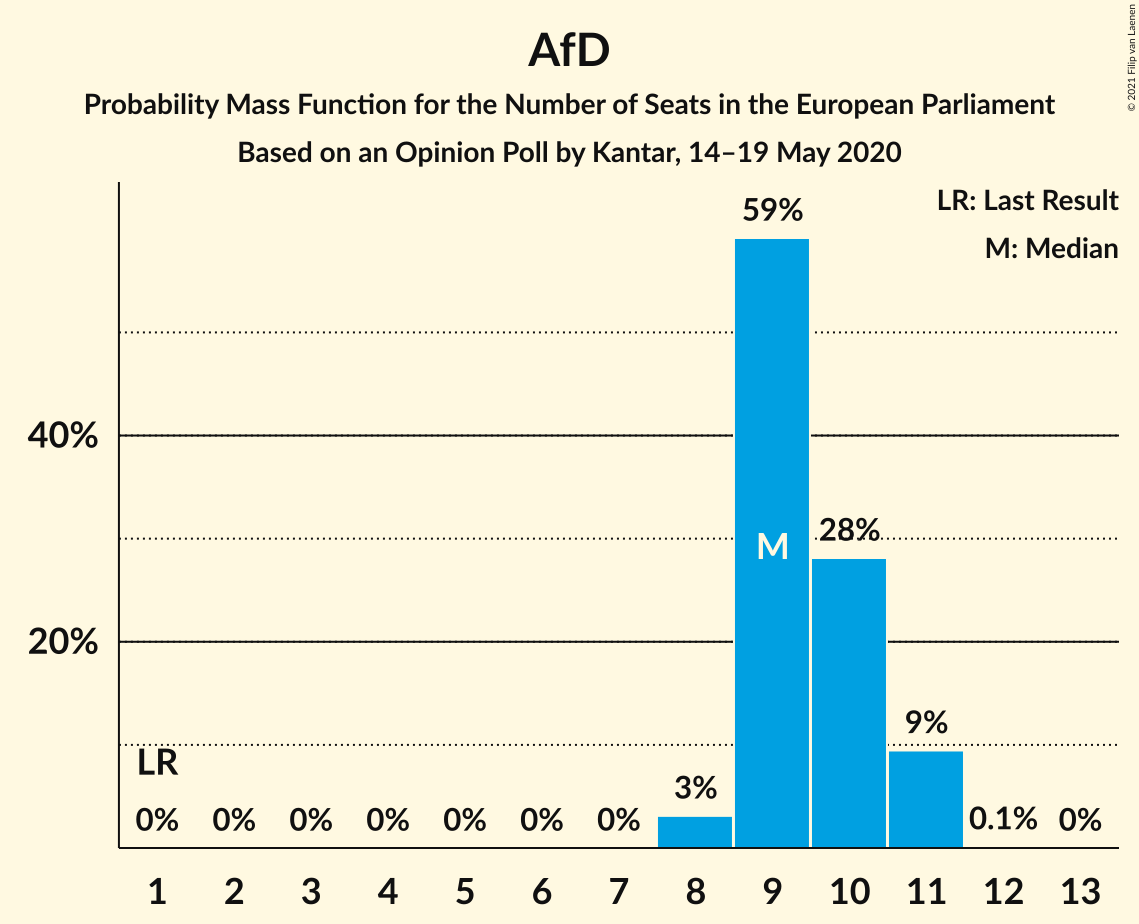 AfD
Probability Mass Function for the Number of Seats in the European Parliament
Based on an Opinion Poll by Kantar, 14–19 May 2020
© 2021 Filip van Laenen
LR: Last Result
M: Median
59%
40%
M
28%
20%
9%
LR
3%
0% 0% 0% 0% 0% 0% 0% 0.1% 0%
1 2 3 4 5 6 7 8 9 10 11 12 13